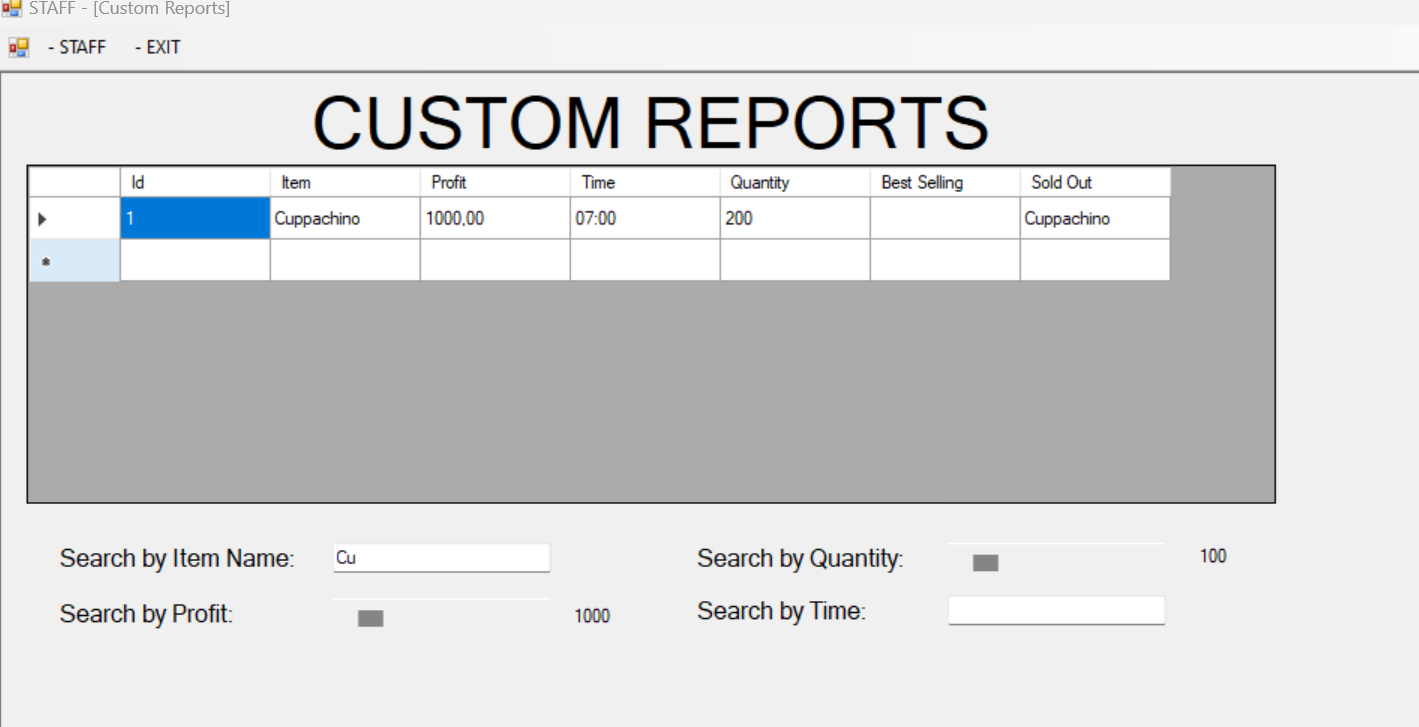 STAFF - [Custom Reports]
- STAFF - EXIT
CUSTOM REPORTS
Id Item Profit Time Quantity Best Selling Sold Out
1 Cuppachino 1000,00 07:00 200 Cuppachino
*
Search by Item Name: Cu Search by Quantity: 100
Search by Profit: 1000 Search by Time: